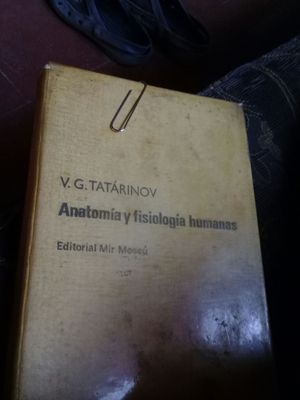 V. G. TATÁRINOV
Anatomía y fisiología humanas
Editorial Mir Moscú